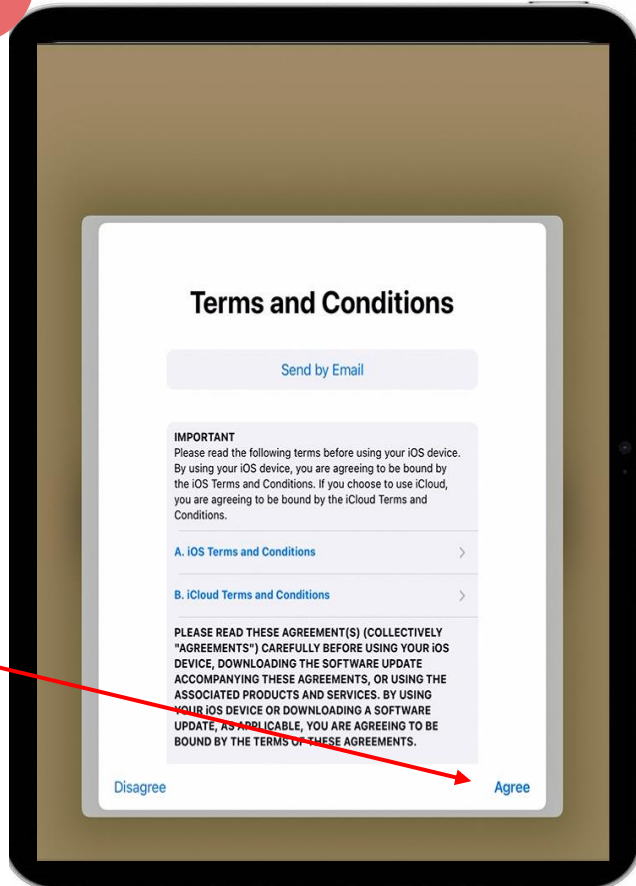 Terms and Conditions
Send by Email
IMPORTANT
Please read the following terms before using your iOS device.
By using your iOS device, you are agreeing to be bound by
the iOS Terms and Conditions. If you choose to use iCloud,
you are agreeing to be bound by the iCloud Terms and
Conditions.
A. iOS Terms and Conditions
B. iCloud Terms and Conditions
PLEASE READ THESE AGREEMENT(S) (COLLECTIVELY
"AGREEMENTS") CAREFULLY BEFORE USING YOUR iOS
DEVICE, DOWNLOADING THE SOFTWARE UPDATE
ACCOMPANYING THESE AGREEMENTS, OR USING THE
ASSOCIATED PRODUCTS AND SERVICES. BY USING
YOUR iOS DEVICE OR DOWNLOADING A SOFTWARE
UPDATE, AS APPLICABLE, YOU ARE AGREEING TO BE
BOUND BY THE TERMS OF THESE AGREEMENTS.
Disagree
Agree